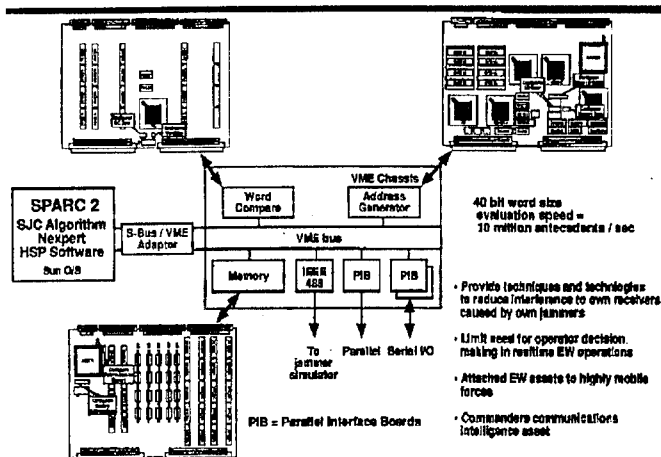 VME Chassis
Word
Compare
Address
Generator
SPARC 2
SJC Algorithm
Nexpert
HSP Software
Sun O/S
S-Bus / VME
Adaptor
VME bus
Memory
IEEE
488
PIB
PIB
To
jammer
simulator
Parallel
Serial I/O
PIB = Parallel Interface Boards
40 bit word size
evaluation speed =
10 million antecedents / sec
• Provide techniques and technologies
to reduce interference to own receivers
caused by own jammers
• Limit need for operator decision
making in realtime EW operations
• Attached EW assets to highly mobile
forces
• Commanders communications
intelligence asset